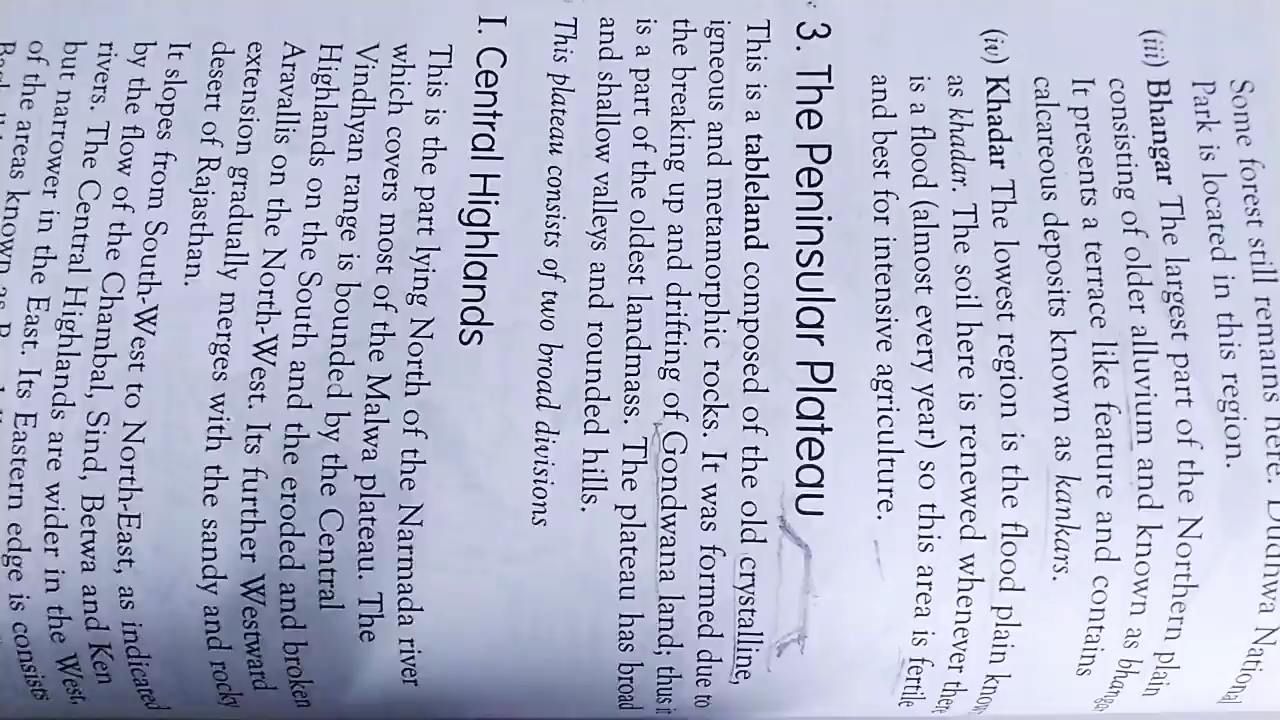 Some forest still remains here. Dudhwa National
Park is located in this region.
(iii) Bhangar The largest part of the Northern plain
consisting of older alluvium and known as bhangar
It presents a terrace like feature and contains
calcareous deposits known as kankars.
(iv) Khadar The lowest region is the flood plain know
as khadar. The soil here is renewed whenever there
is a flood (almost every year) so this area is fertile
and best for intensive agriculture.
3. The Peninsular Plateau
This is a tableland composed of the old crystalline,
igneous and metamorphic rocks. It was formed due to
the breaking up and drifting of Gondwana land, thus it
is a part of the oldest landmass. The plateau has broad
and shallow valleys and rounded hills.
This plateau consists of two broad divisions
I. Central Highlands
This is the part lying North of the Narmada river
which covers most of the Malwa plateau. The
Vindhyan range is bounded by the Central
Highlands on the South and the eroded and broken
Aravallis on the North-West. Its further Westward
extension gradually merges with the sandy and rocky
desert of Rajasthan.
It slopes from South-West to North-East, as indicated
by the flow of the Chambal, Sind, Betwa and Ken
rivers. The Central Highlands are wider in the West,
but narrower in the East. Its Eastern edge is consists
of the areas known as